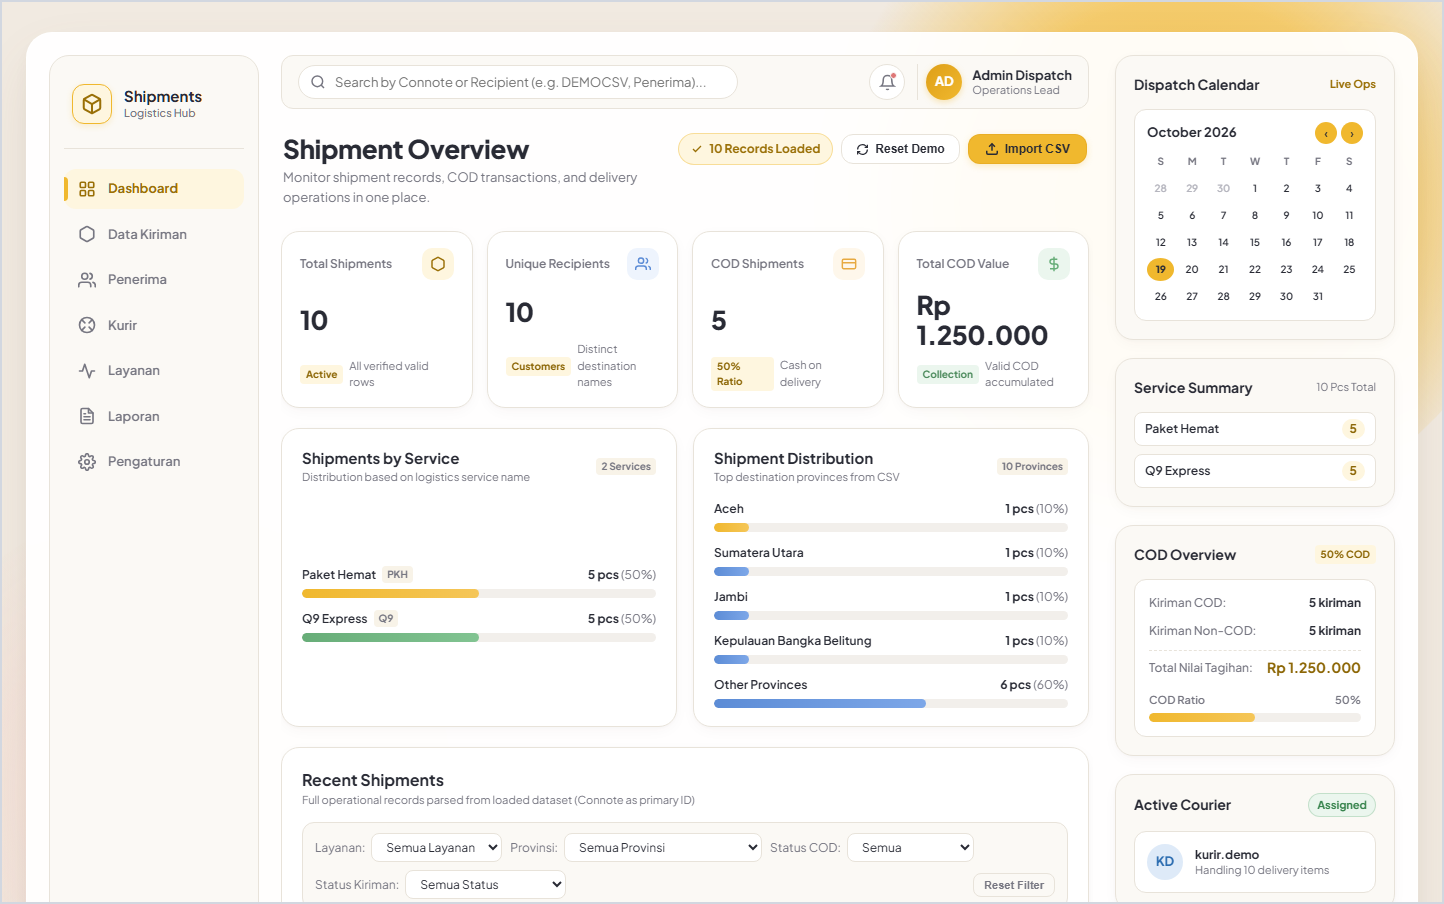 Shipments
Logistics Hub
Dashboard
Data Kiriman
Penerima
Kurir
Layanan
Laporan
Pengaturan
Search by Connote or Recipient (e.g. DEMOCSV, Penerima)...
AD
Admin Dispatch
Operations Lead
Shipment Overview
Monitor shipment records, COD transactions, and delivery
operations in one place.
10 Records Loaded
Reset Demo
Import CSV
Total Shipments
10
Active
All verified valid
rows
Unique Recipients
10
Customers
Distinct
destination
names
COD Shipments
5
50%
Ratio
Cash on
delivery
Total COD Value
Rp
1.250.000
Collection
Valid COD
accumulated
Shipments by Service
Distribution based on logistics service name
2 Services
Paket Hemat PKH 5 pcs (50%)
Q9 Express Q9 5 pcs (50%)
Shipment Distribution
Top destination provinces from CSV
10 Provinces
Aceh 1 pcs (10%)
Sumatera Utara 1 pcs (10%)
Jambi 1 pcs (10%)
Kepulauan Bangka Belitung 1 pcs (10%)
Other Provinces 6 pcs (60%)
Recent Shipments
Full operational records parsed from loaded dataset (Connote as primary ID)
Layanan: Semua Layanan Provinsi: Semua Provinsi Status COD: Semua
Status Kiriman: Semua Status Reset Filter
Dispatch Calendar Live Ops
October 2026 ‹ ›
S M T W T F S
28 29 30 1 2 3 4
5 6 7 8 9 10 11
12 13 14 15 16 17 18
19 20 21 22 23 24 25
26 27 28 29 30 31
Service Summary 10 Pcs Total
Paket Hemat 5
Q9 Express 5
COD Overview 50% COD
Kiriman COD: 5 kiriman
Kiriman Non-COD: 5 kiriman
Total Nilai Tagihan: Rp 1.250.000
COD Ratio 50%
Active Courier Assigned
KD
kurir.demo
Handling 10 delivery items